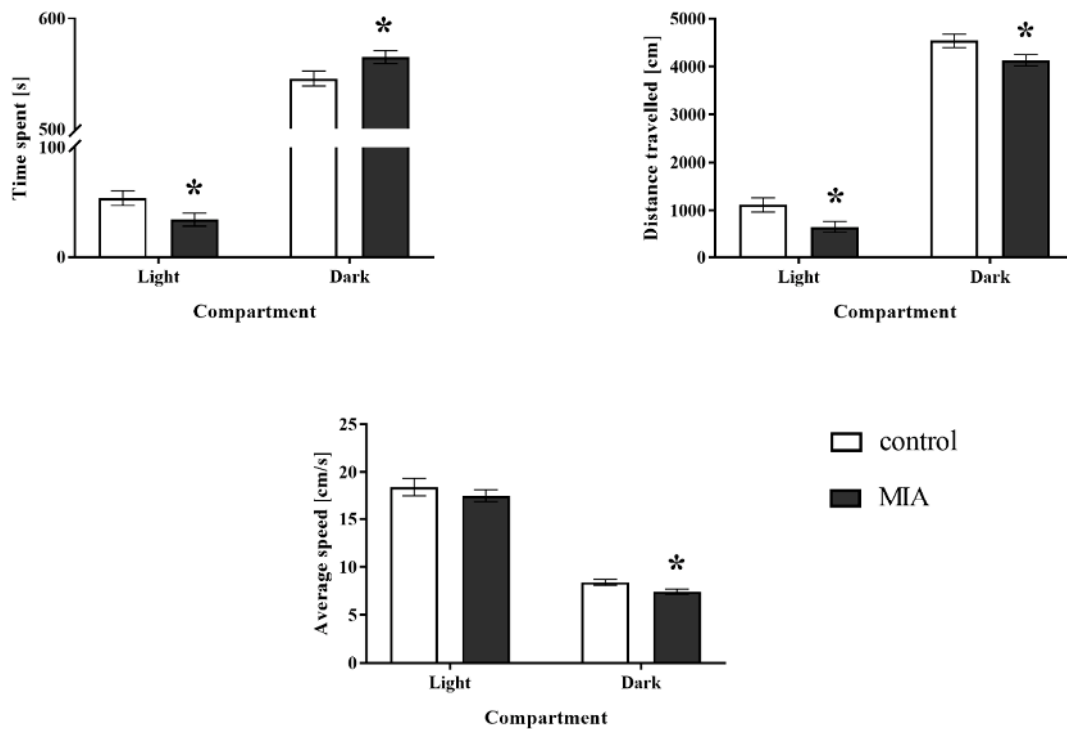 Time spent [s]
600
500
100
0
*
*
Light
Dark
Compartment
Distance travelled [cm]
5000
4000
3000
2000
1000
0
*
*
Light
Dark
Compartment
Average speed [cm/s]
25
20
15
10
5
0
*
Light
Dark
Compartment
control
MIA